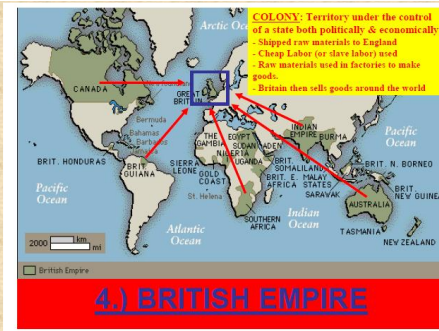 COLONY: Territory under the control
of a state both politically & economically
- Shipped raw materials to England
- Cheap Labor (or slave labor) used
- Raw materials used in factories to make
goods.
- Britain then sells goods around the world
Arctic Oc
CANADA
GREAT
BRITAIN
Bermuda
Bahamas
BRIT. HONDURAS
BRIT.
GUIANA
THE
GAMBIA
SIERRA
LEONE
GOLD
COAST
NIGERIA
EGYPT
SUDAN
ADEN
UGANDA
INDIAN
EMPIRE
BURMA
BRIT.
SOMALILAND
BRIT. E.
AFRICA
MALAY
STATES
SARAWAK
BRIT. N. BORNEO
BRIT.
NEW GUINEA
Pacific
Ocean
Pacific
Ocean
St. Helena
Atlantic
Ocean
SOUTHERN
AFRICA
Indian
Ocean
AUSTRALIA
TASMANIA
NEW ZEALAND
2000
km
mi
British Empire
4.) BRITISH EMPIRE